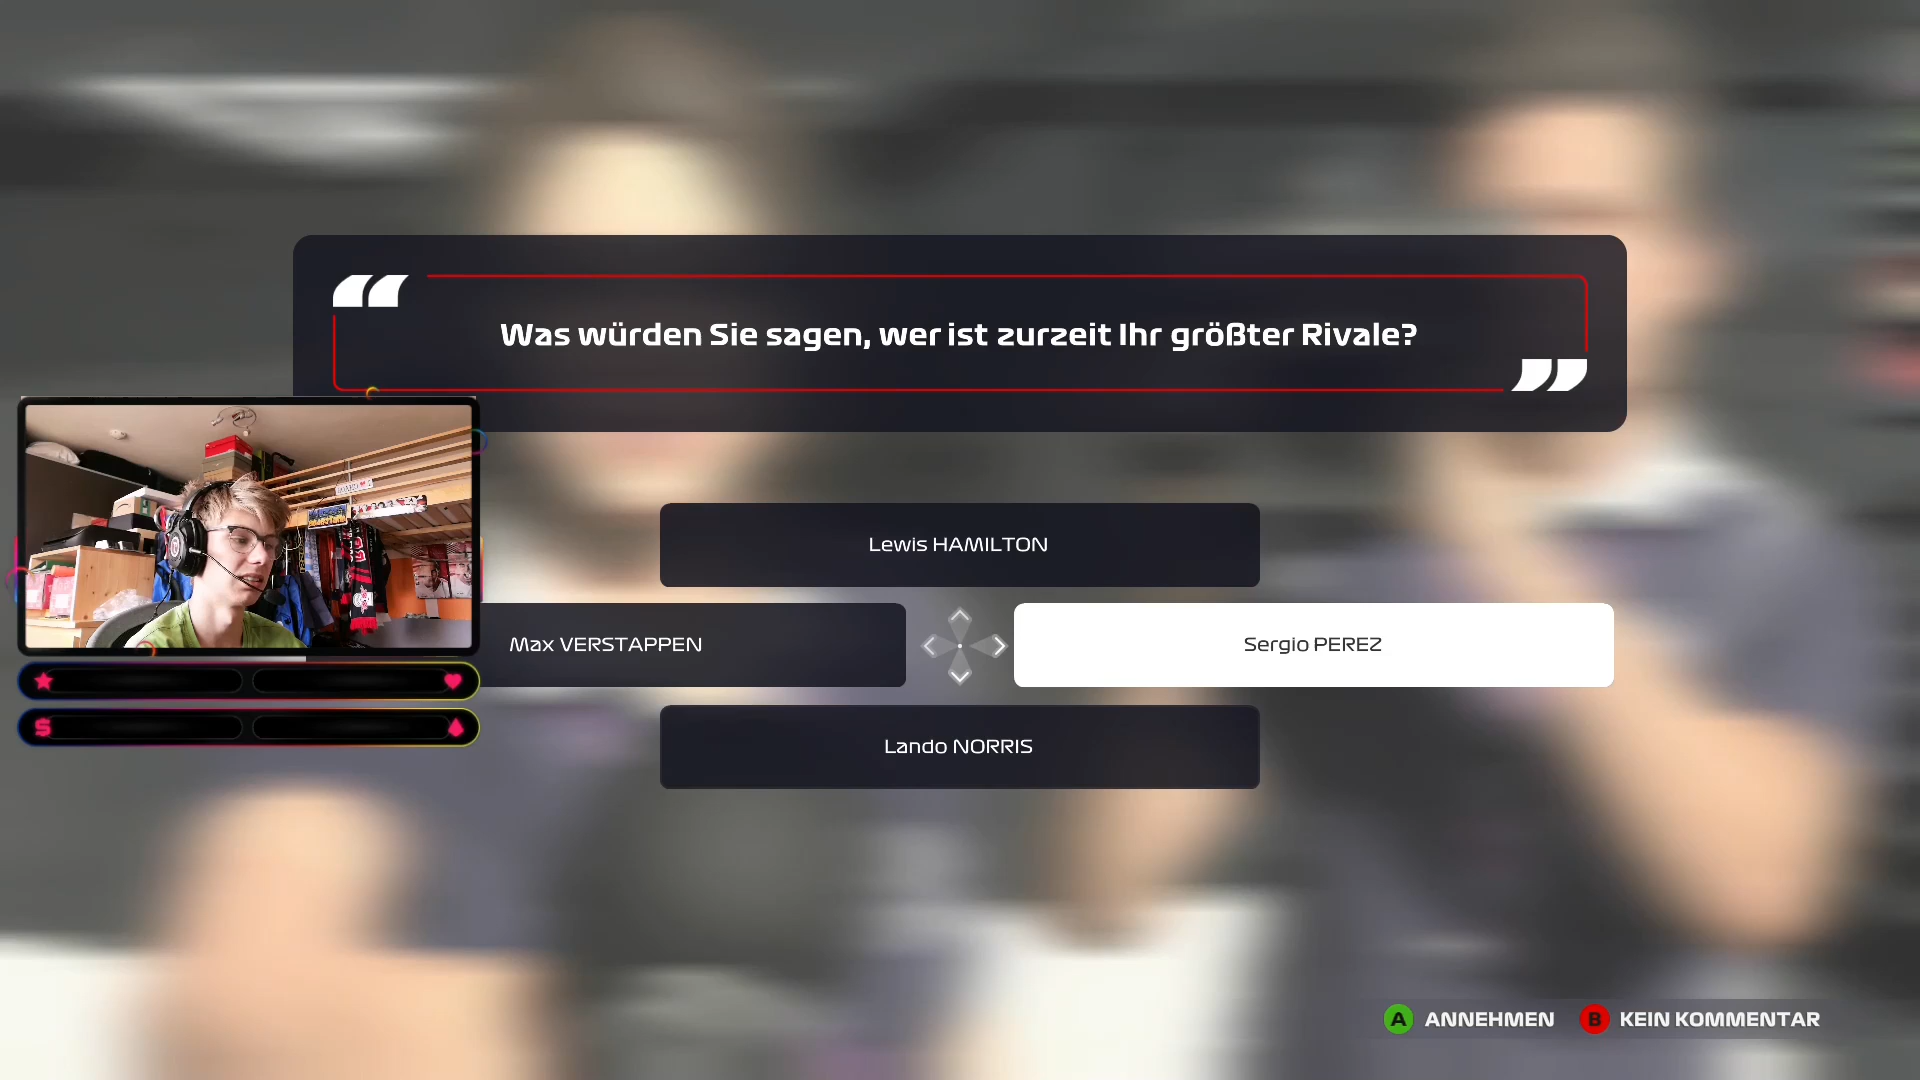 Was würden Sie sagen, wer ist zurzeit Ihr größter Rivale?
Lewis HAMILTON
Max VERSTAPPEN
Sergio PEREZ
Lando NORRIS
A ANNEHMEN
B KEIN KOMMENTAR